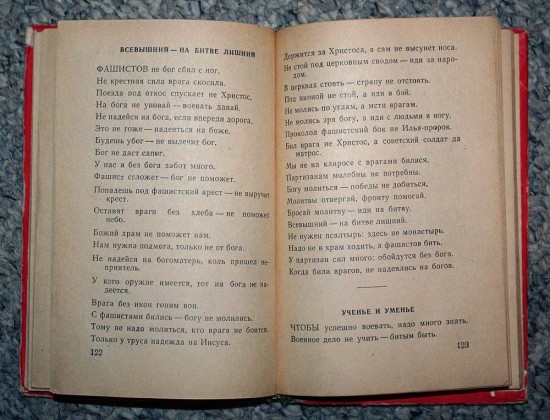 ВСЕВЫШНИЙ — НА БИТВЕ ЛИШНИЙ
ФАШИСТОВ не бог сбил с ног.
Не крестная сила врага скосила.
Поезда под откос спускает не Христос.
На бога не уповай — воевать давай.
Не надейся на богов, если впереди дорога.
Это не гоже — надеяться на боже.
Будешь убог — не вылечит бог.
Бог не даст сапог.
У нас и без бога забот много.
Фашист сгложет — бог не поможет.
Попадешь под фашистский арест — не выручит
крест.
Оставят врага без хлеба — не поможет
небо.
Божий храм не поможет нам.
Нам нужна подмога, только не от бога.
Не надейся на богоматерь, коль пришел не-
приятель.
У кого оружие имеется, тот на бога не на-
деется.
Врага без икон гоним вон.
С фашистами бились — богу не молились.
Тому не надо молиться, кто врага не боится.
Только у труса надежда на Иисуса.
122
Держится за Христоса, а сам не высунет носа.
Не стой под церковным сводом — иди за наро-
дом.
В церквах стоять — страну не отстоять.
Под иконой не стой, а иди в бой.
Не молись по углам, а мсти врагам.
Не молись зря богу, а иди с людьми в ногу.
Проколол фашистский бок не Илья-пророк.
Бил врага не Христос, а советский солдат да
матрос.
Мы не на клиросе с врагами билися.
Партизанам молебны не потребны.
Богу молиться — победы не добиться.
Молитвы отвергай, фронту помогай.
Бросай молитву — иди на битву.
Всевышний — на битве лишний.
Не нужен псалтырь: здесь не монастырь.
Надо не в храм ходить, а фашистов бить.
У партизан сил много: обойдутся без бога.
Когда били врагов, не надеялись на богов.
УЧЕНЬЕ И УМЕНЬЕ
ЧТОБЫ успешно воевать, надо много знать.
Военное дело не учить — битым быть.
123